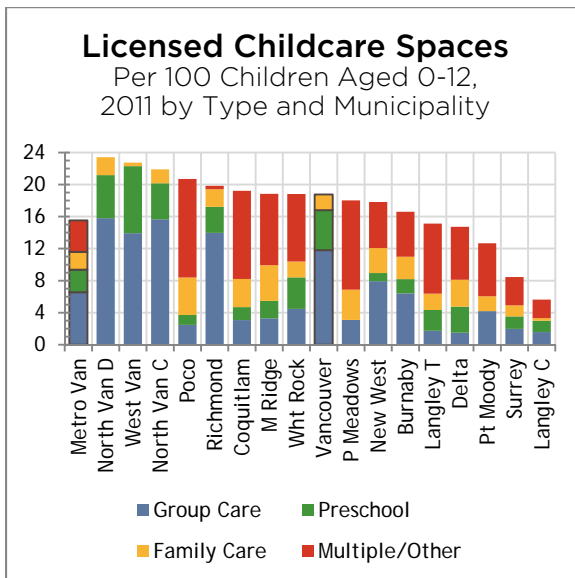 Licensed Childcare Spaces
Per 100 Children Aged 0-12,
2011 by Type and Municipality
24
20
16
12
8
4
0
Metro Van
North Van D
West Van
North Van C
Poco
Richmond
Coquitlam
M Ridge
Wht Rock
Vancouver
P Meadows
New West
Burnaby
Langley T
Delta
Pt Moody
Surrey
Langley C
Group Care
Preschool
Family Care
Multiple/Other